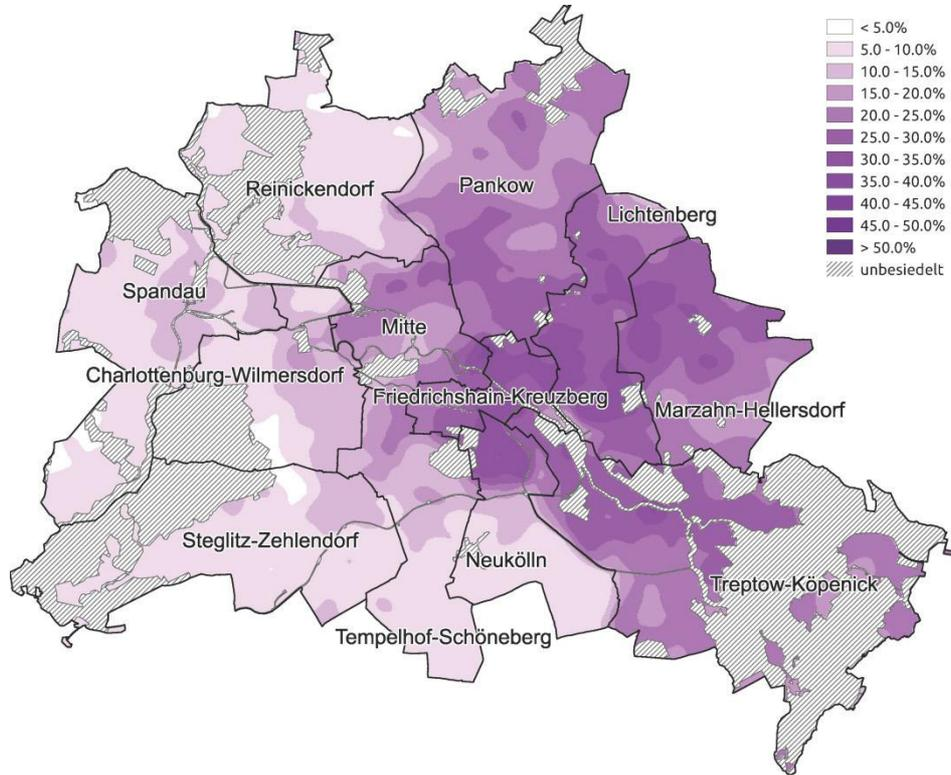 < 5.0%
5.0 - 10.0%
10.0 - 15.0%
15.0 - 20.0%
20.0 - 25.0%
25.0 - 30.0%
30.0 - 35.0%
35.0 - 40.0%
40.0 - 45.0%
45.0 - 50.0%
> 50.0%
unbesiedelt
Reinickendorf
Pankow
Lichtenberg
Spandau
Mitte
Charlottenburg-Wilmersdorf
Friedrichshain-Kreuzberg
Marzahn-Hellersdorf
Steglitz-Zehlendorf
Neukölln
Treptow-Köpenick
Tempelhof-Schöneberg